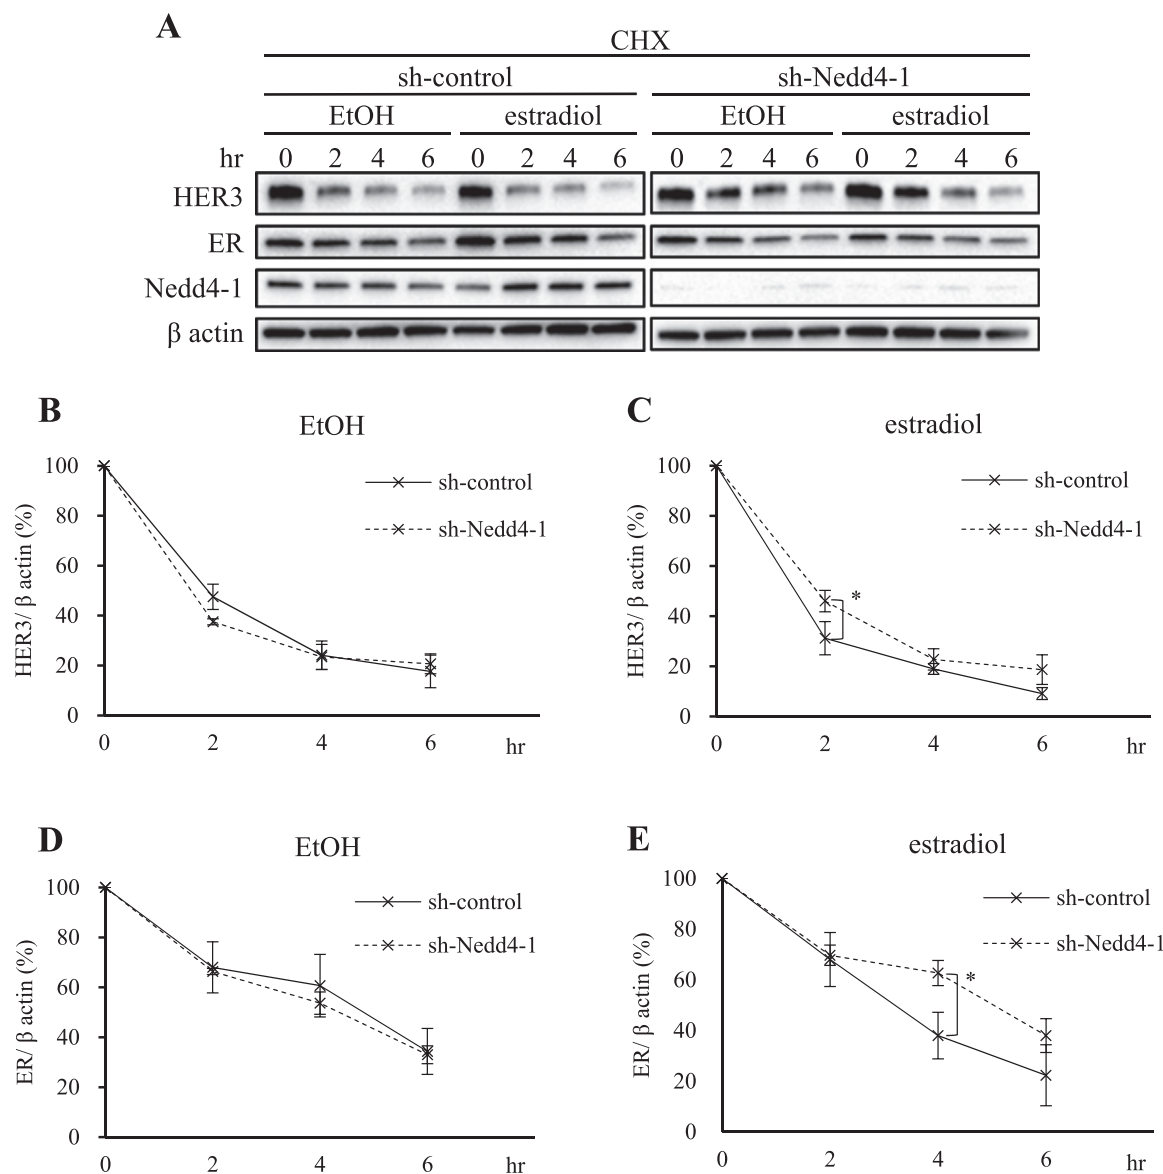 A
CHX
sh-control sh-Nedd4-1
EtOH estradiol EtOH estradiol
hr 0 2 4 6 0 2 4 6 0 2 4 6 0 2 4 6
HER3
ER
Nedd4-1
β actin
B
EtOH
HER3/ β actin (%)
100
80
60
40
20
0
0 2 4 6 hr
sh-control
sh-Nedd4-1
C
estradiol
HER3/ β actin (%)
100
80
60
40
20
0
0 2 4 6 hr
sh-control
sh-Nedd4-1
*
D
EtOH
ER/ β actin (%)
100
80
60
40
20
0
0 2 4 6 hr
sh-control
sh-Nedd4-1
E
estradiol
ER/ β actin (%)
100
80
60
40
20
0
0 2 4 6 hr
sh-control
sh-Nedd4-1
*